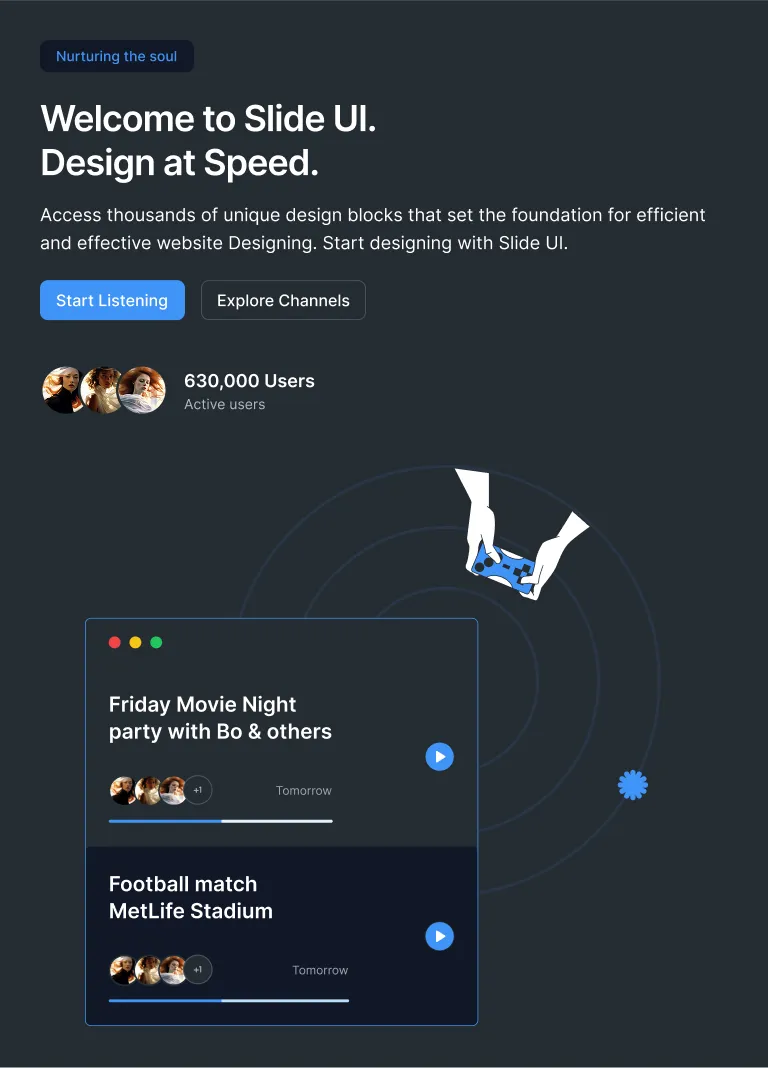 Nurturing the soul
Welcome to Slide UI.
Design at Speed.
Access thousands of unique design blocks that set the foundation for efficient
and effective website Designing. Start designing with Slide UI.
Start Listening
Explore Channels
630,000 Users
Active users
Friday Movie Night
party with Bo & others
+1
Tomorrow
Football match
MetLife Stadium
+1
Tomorrow